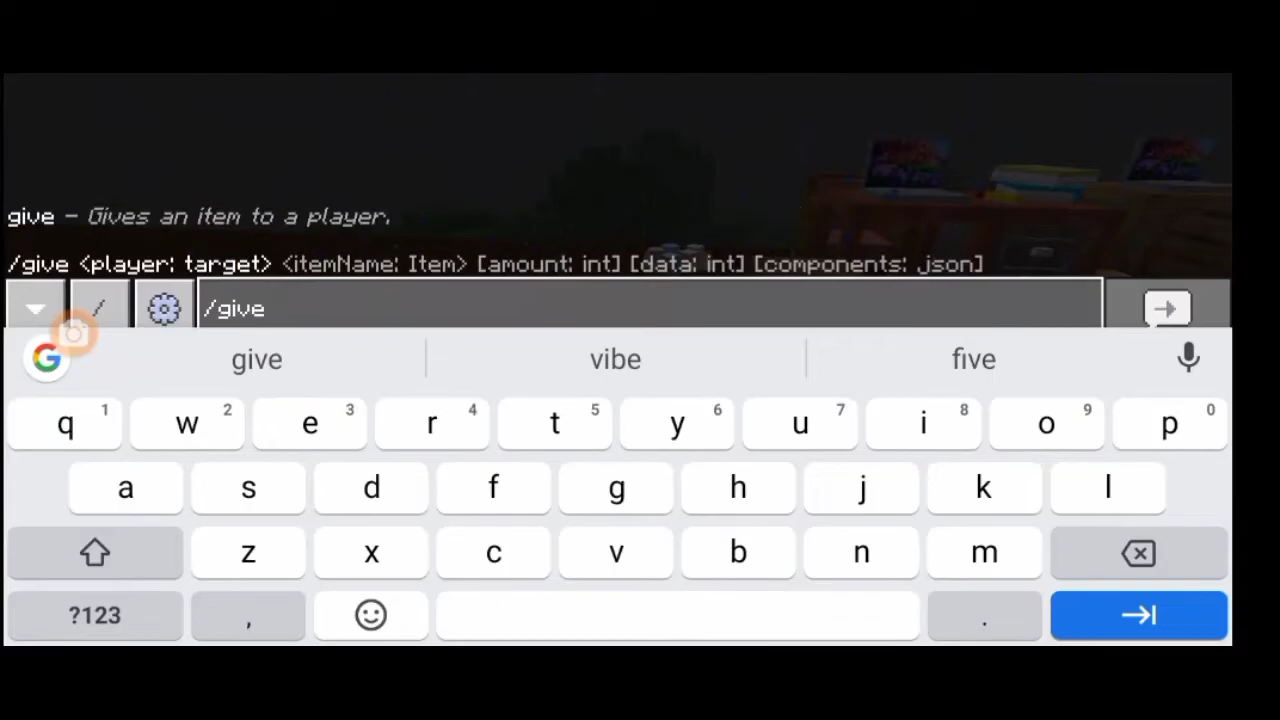 give - Gives an item to a player.
/give <player: target> <itemName: Item> [amount: int] [data: int] [components: json]
/
/give
G
give vibe five
q 1 w 2 e 3 r 4 t 5 y 6 u 7 i 8 o 9 p 0
a s d f g h j k l
z x c v b n m
?123 , .